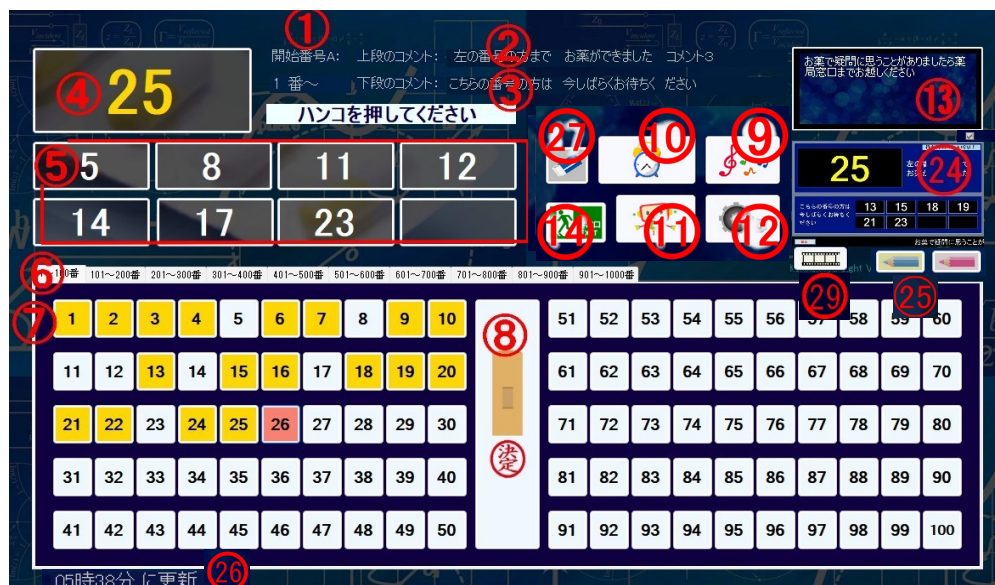 ①
開始番号A: 上段のコメント: 左の番号の方まで お薬ができました コメント3
②
1 番～ 下段のコメント: こちらの番号の方は 今しばらくお待ちく ださい
③
ハンコを押してください
④
25
⑤
5 8 11 12
14 17 23
㉗ ⑩ ⑨
⑭ ⑪ ⑫
お薬で疑問に思うことがありましたら薬
局窓口までお越しください
⑬
25
㉔
こちらの番号の方は
今しばらくお待ちく
ださい
13 15 18 19
21 23
お薬で疑問に思うことが
㉙ ㉕
⑥
100番 101～200番 201～300番 301～400番 401～500番 501～600番 601～700番 701～800番 801～900番 901～1000番
⑦
1 2 3 4 5 6 7 8 9 10
⑧
51 52 53 54 55 56 57 58 59 60
11 12 13 14 15 16 17 18 19 20
61 62 63 64 65 66 67 68 69 70
21 22 23 24 25 26 27 28 29 30
71 72 73 74 75 76 77 78 79 80
決定
31 32 33 34 35 36 37 38 39 40
81 82 83 84 85 86 87 88 89 90
41 42 43 44 45 46 47 48 49 50
91 92 93 94 95 96 97 98 99 100
05時38分 に更新
㉖